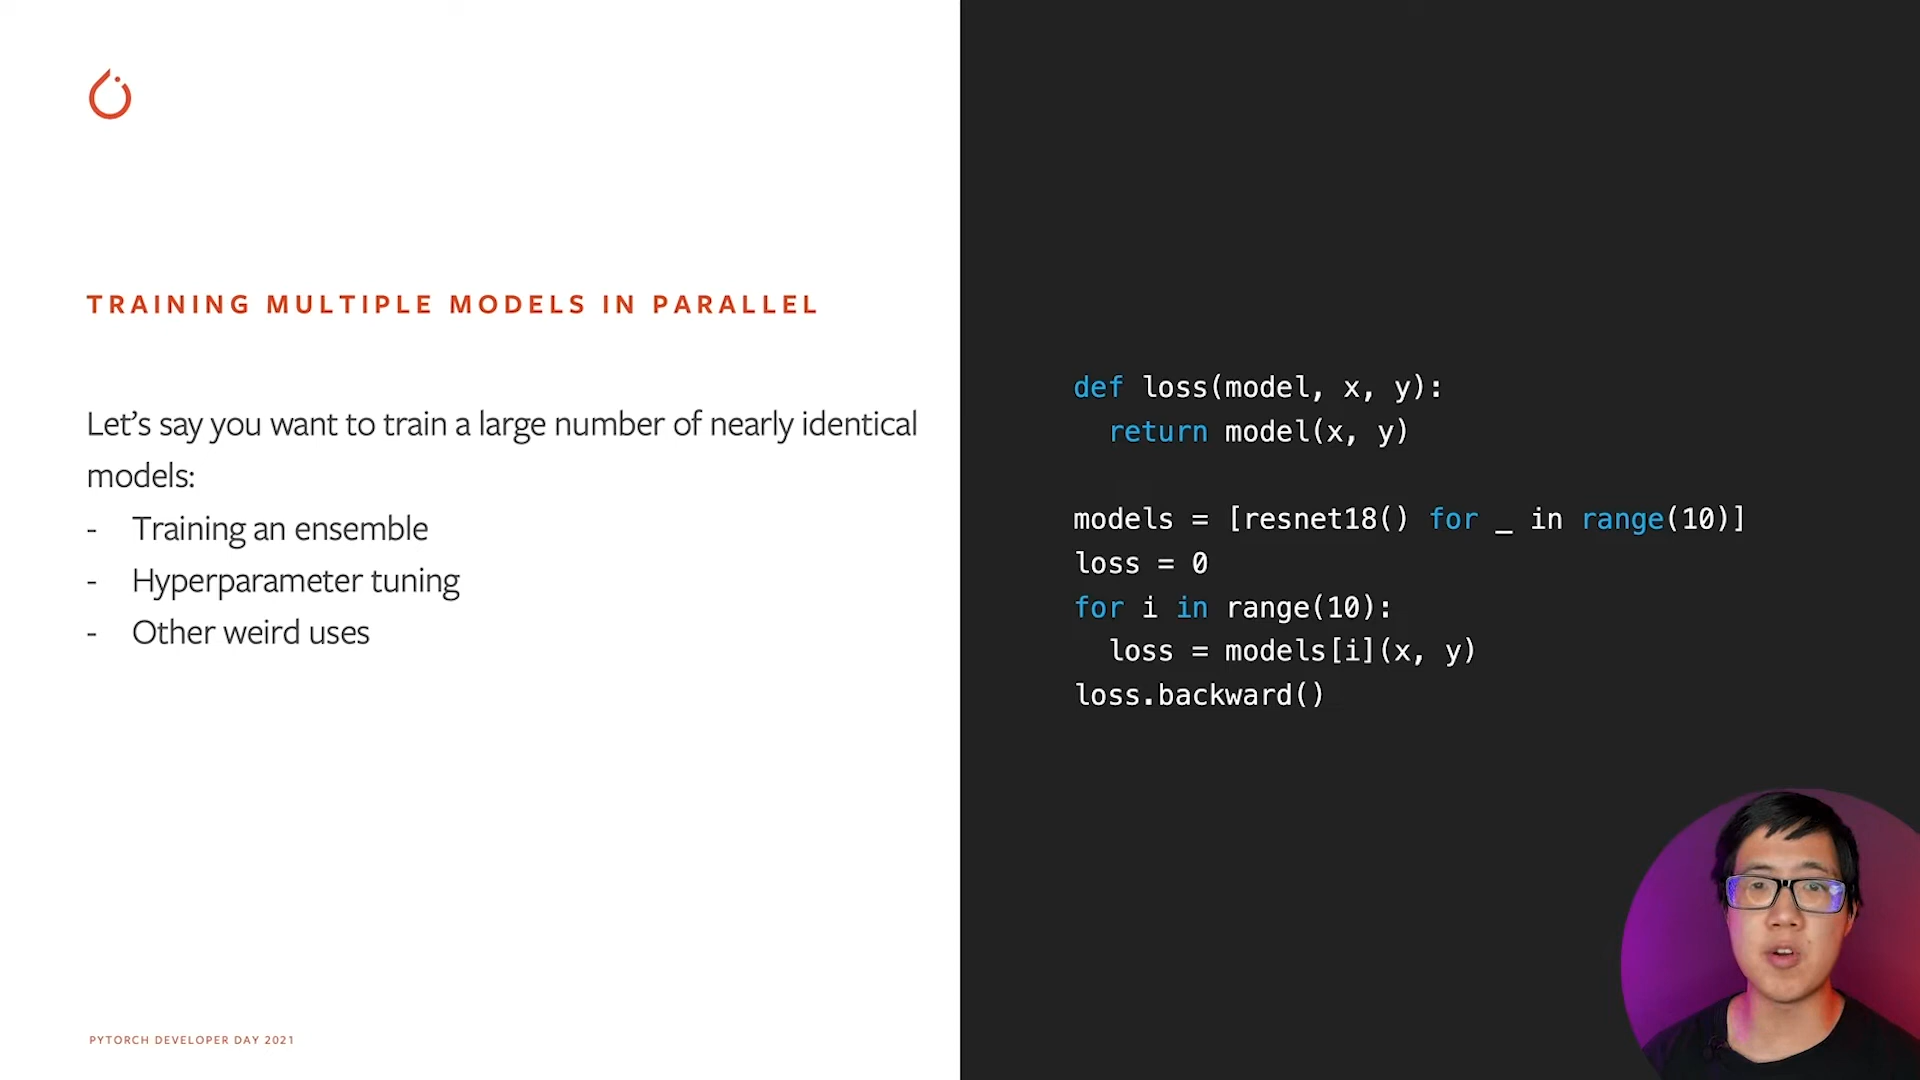 TRAINING MULTIPLE MODELS IN PARALLEL
Let's say you want to train a large number of nearly identical
models:
- Training an ensemble
- Hyperparameter tuning
- Other weird uses
def loss(model, x, y):
  return model(x, y)
models = [resnet18() for _ in range(10)]
loss = 0
for i in range(10):
  loss = models[i](x, y)
loss.backward()
PYTORCH DEVELOPER DAY 2021